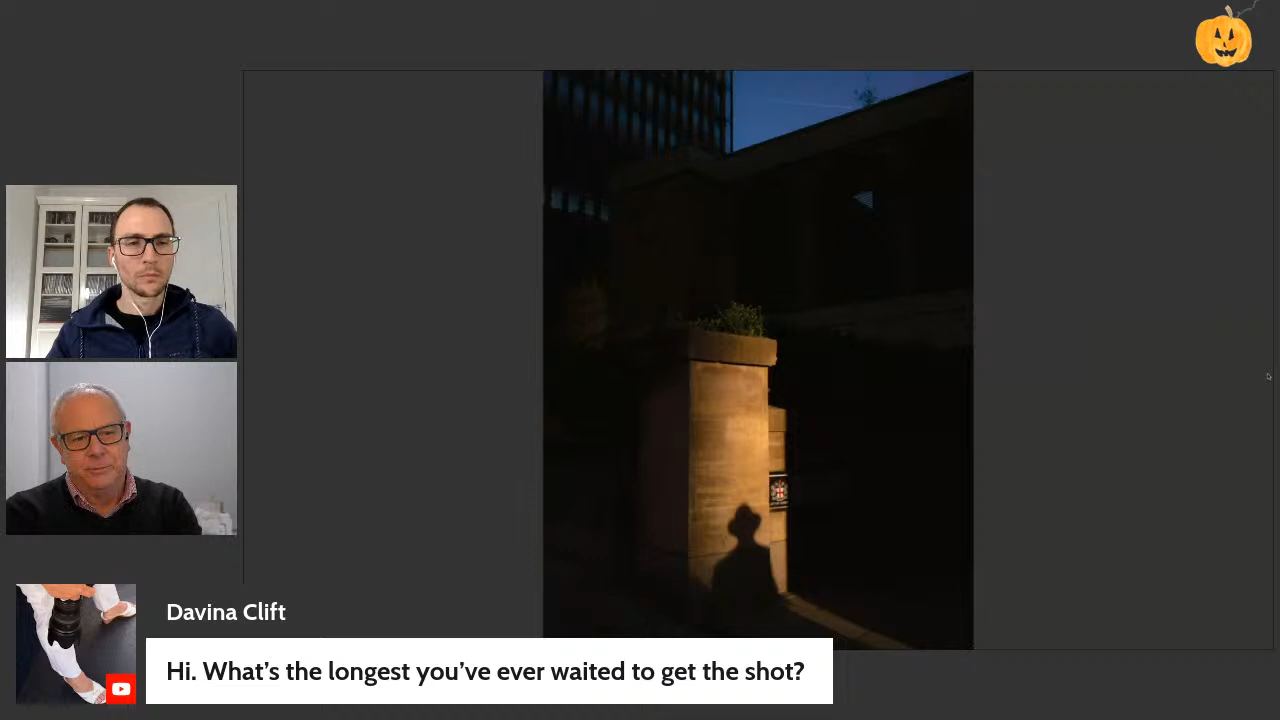 Davina Clift
Hi. What's the longest you've ever waited to get the shot?